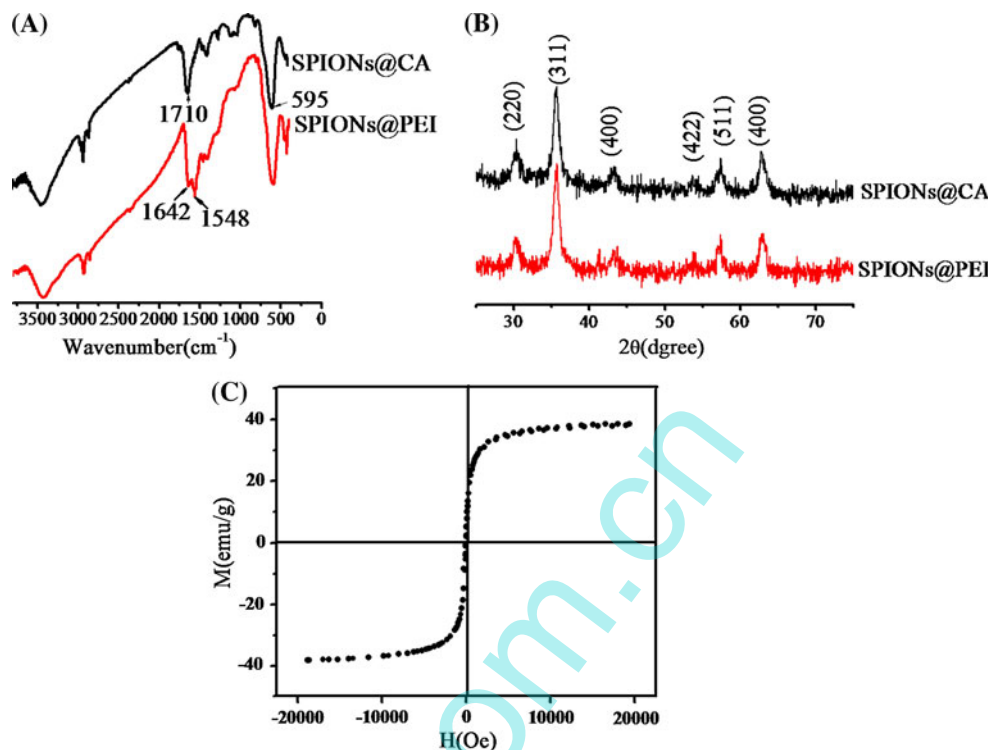 (A)
SPIONs@CA
1710
595
SPIONs@PEI
1642
1548
3500 3000 2500 2000 1500 1000 500 0
Wavenumber(cm⁻¹)
(B)
(220)
(311)
(400)
(422)
(511)
(400)
SPIONs@CA
SPIONs@PEI
30 40 50 60 70
2θ(dgree)
(C)
40
20
0
-20
-40
M(emu/g)
-20000 -10000 0 10000 20000
H(Oe)
om.cn